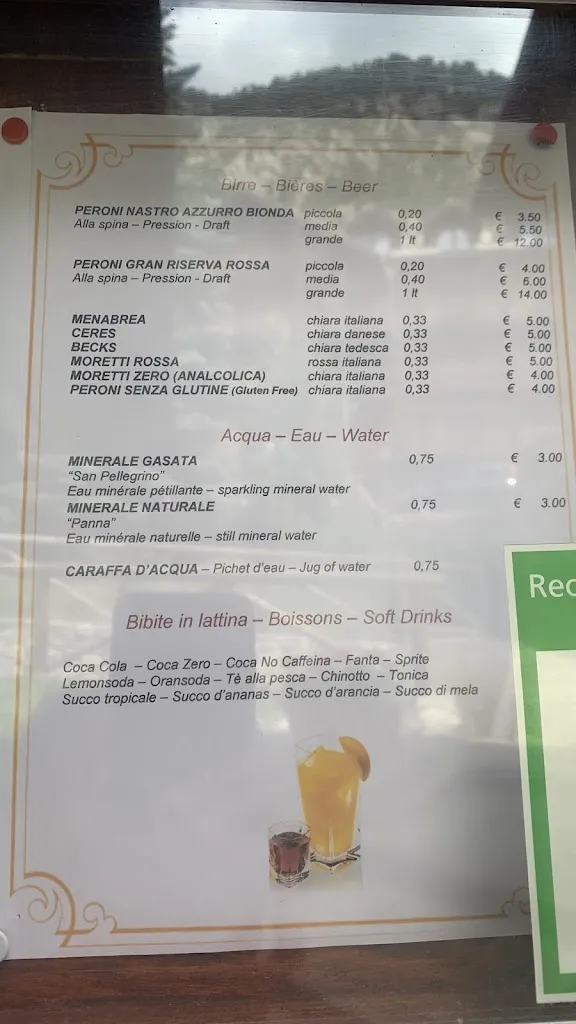 Birre – Bières – Beer
PERONI NASTRO AZZURRO BIONDA piccola 0,20 € 3.50
Alla spina – Pression - Draft media 0,40 € 5.50
grande 1 lt € 12.00
PERONI GRAN RISERVA ROSSA piccola 0,20 € 4.00
Alla spina – Pression - Draft media 0,40 € 6.00
grande 1 lt € 14.00
MENABREA chiara italiana 0,33 € 5.00
CERES chiara danese 0,33 € 5.00
BECKS chiara tedesca 0,33 € 5.00
MORETTI ROSSA rossa italiana 0,33 € 5.00
MORETTI ZERO (ANALCOLICA) chiara italiana 0,33 € 4.00
PERONI SENZA GLUTINE (Gluten Free) chiara italiana 0,33 € 4.00
Acqua – Eau – Water
MINERALE GASATA 0,75 € 3.00
“San Pellegrino”
Eau minérale pétillante – sparkling mineral water
MINERALE NATURALE 0,75 € 3.00
“Panna”
Eau minérale naturelle – still mineral water
CARAFFA D'ACQUA – Pichet d'eau – Jug of water 0,75
Bibite in lattina – Boissons – Soft Drinks
Coca Cola – Coca Zero – Coca No Caffeina – Fanta – Sprite
Lemonsoda – Oransoda – Tè alla pesca – Chinotto – Tonica
Succo tropicale – Succo d'ananas – Succo d'arancia – Succo di mela